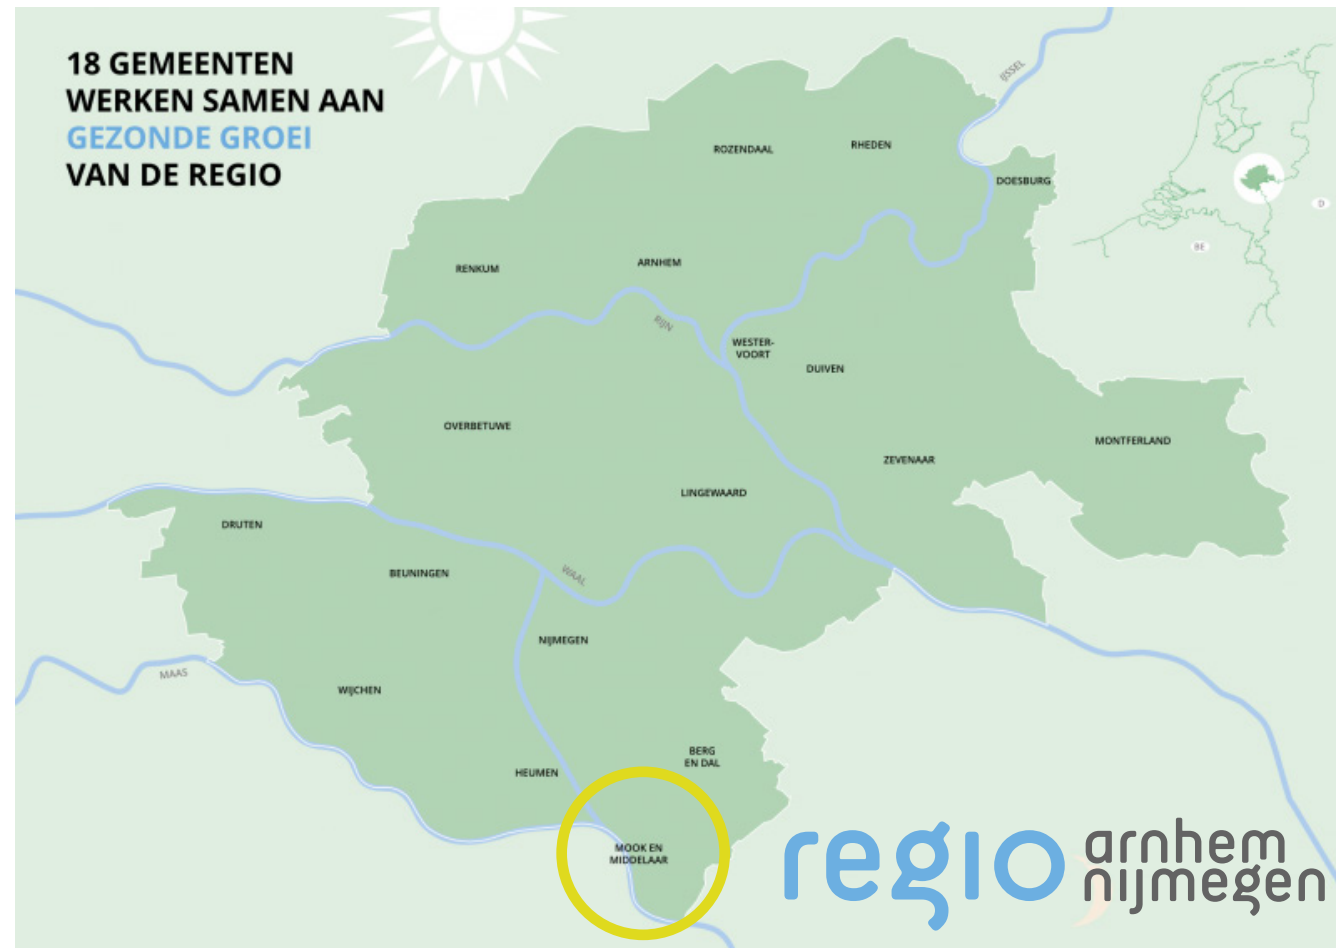 18 GEMEENTEN
WERKEN SAMEN AAN
GEZONDE GROEI
VAN DE REGIO
IJSSEL
ROZENDAAL
RHEDEN
DOESBURG
D
BE
RENKUM
ARNHEM
RIJN
WESTER-
VOORT
DUIVEN
OVERBETUWE
MONTFERLAND
ZEVENAAR
LINGEWAARD
DRUTEN
BEUNINGEN
WAAL
NIJMEGEN
MAAS
WIJCHEN
BERG
EN DAL
HEUMEN
MOOK EN
MIDDELAAR
regio arnhem
nijmegen